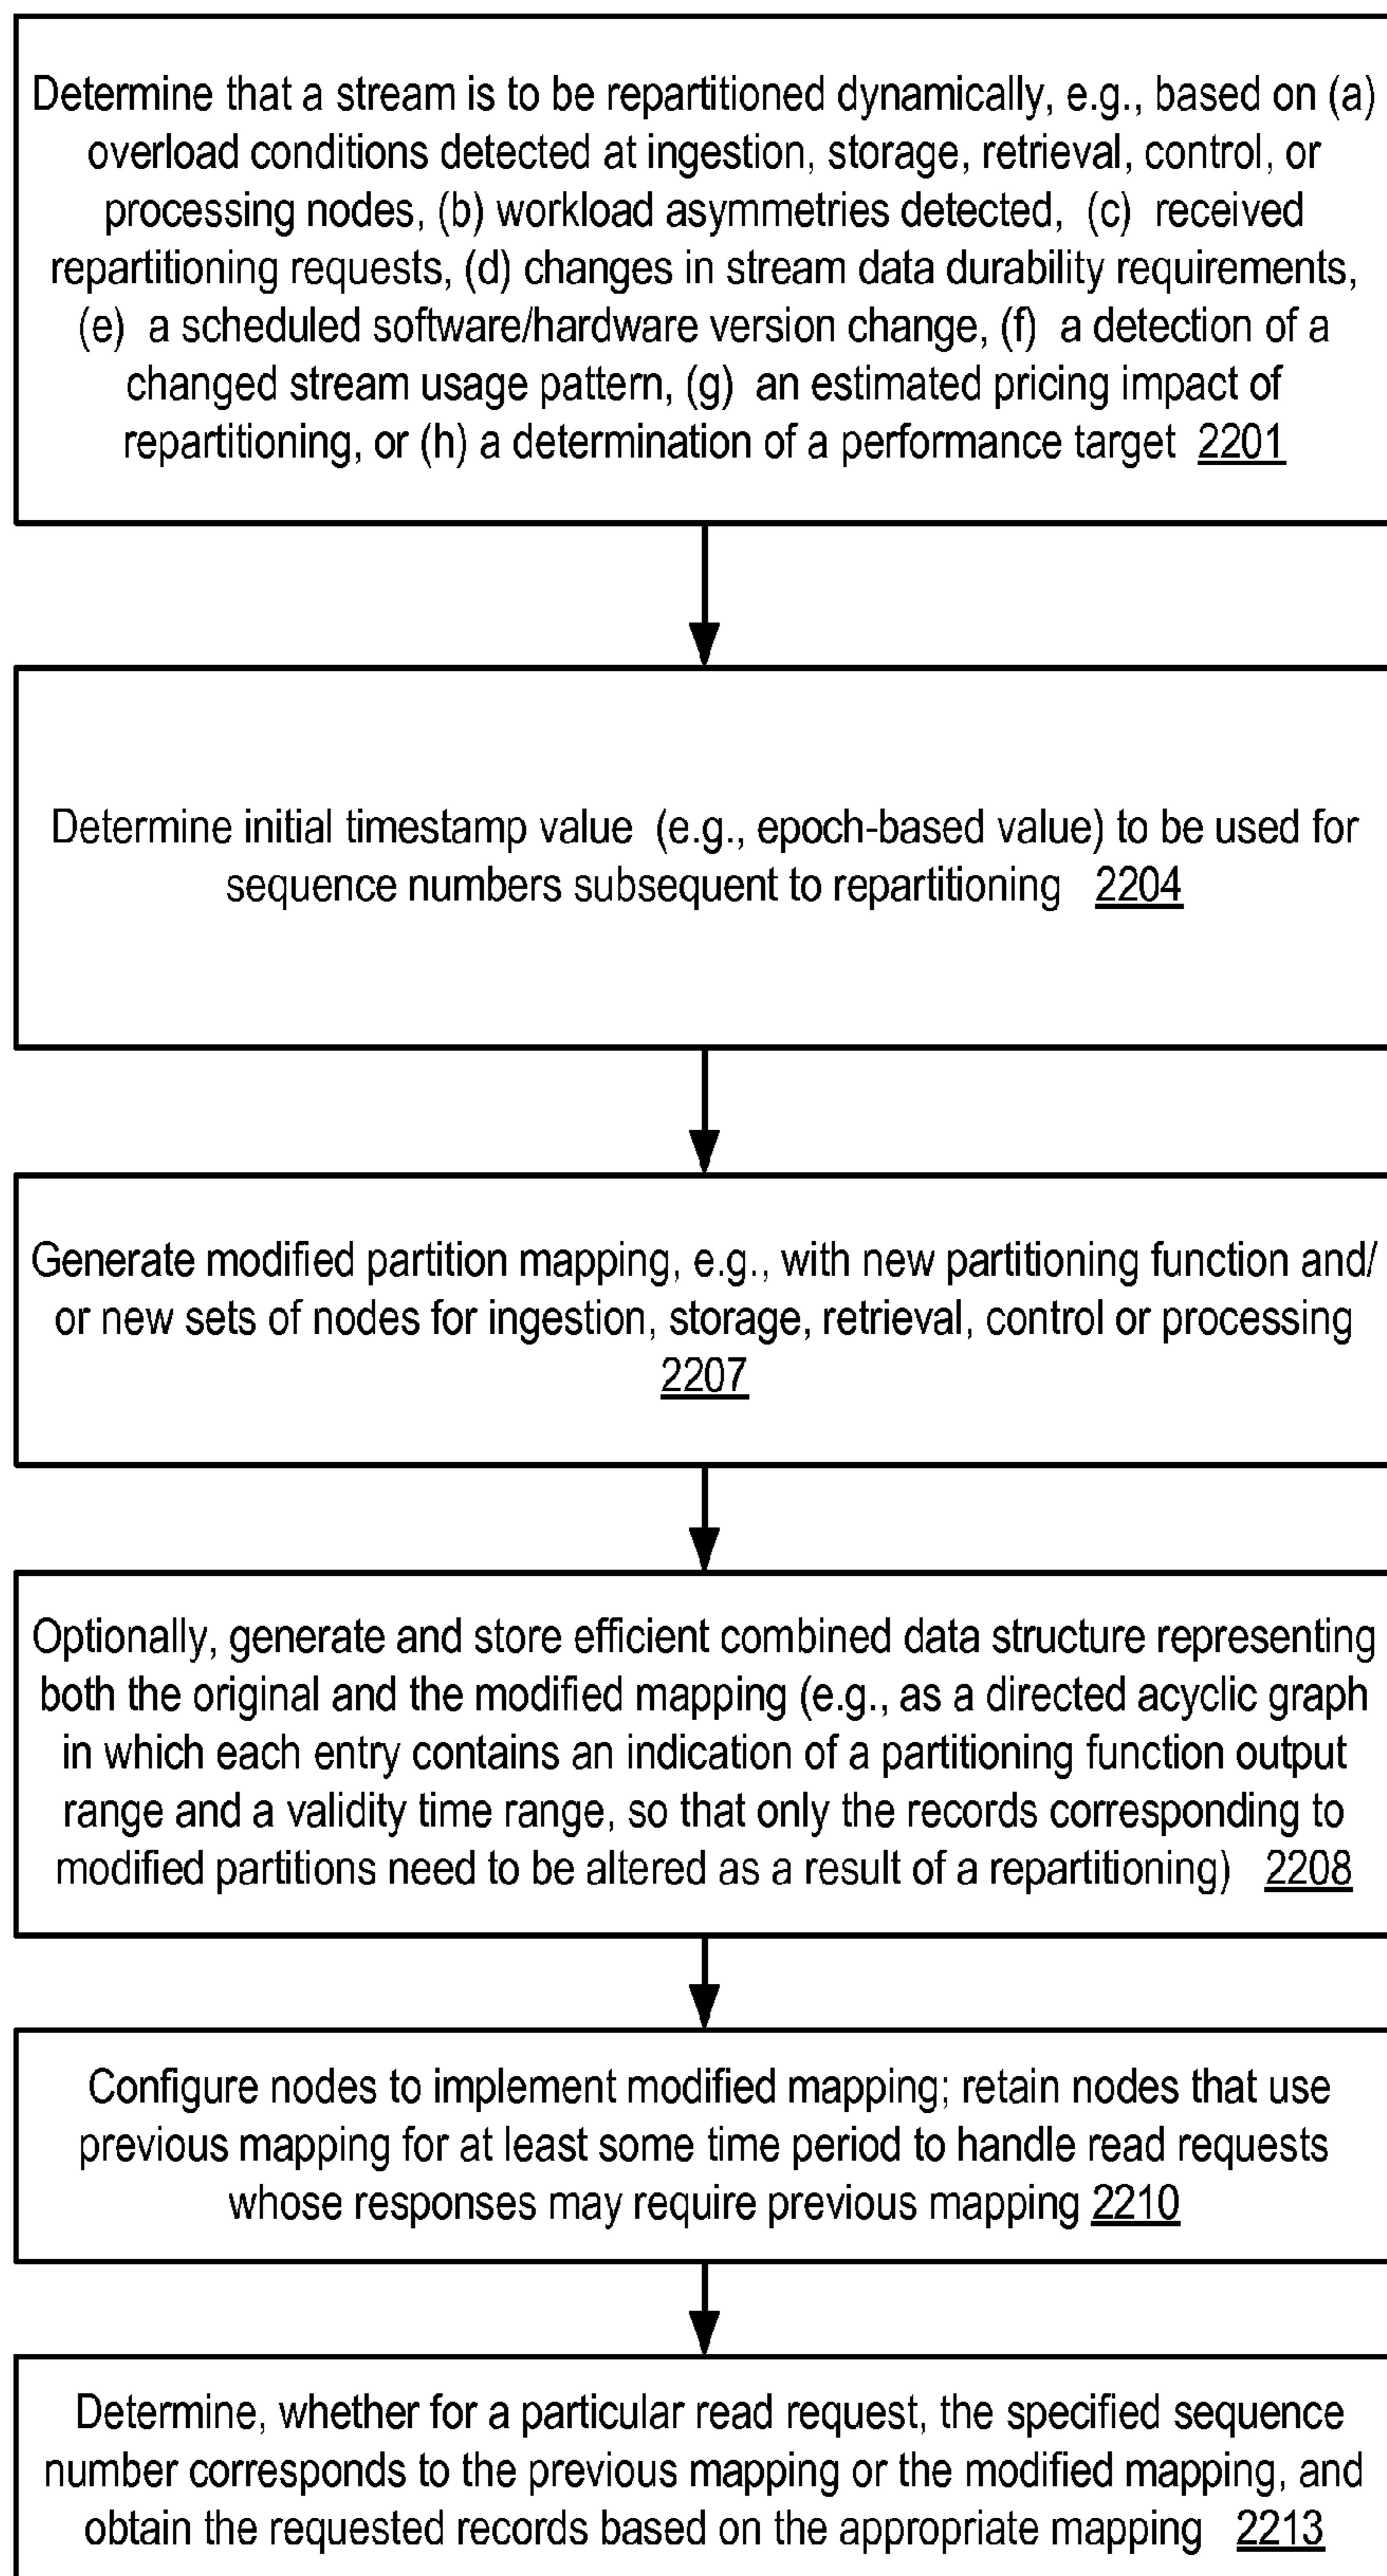 Determine that a stream is to be repartitioned dynamically, e.g., based on (a)
overload conditions detected at ingestion, storage, retrieval, control, or
processing nodes, (b) workload asymmetries detected, (c) received
repartitioning requests, (d) changes in stream data durability requirements,
(e) a scheduled software/hardware version change, (f) a detection of a
changed stream usage pattern, (g) an estimated pricing impact of
repartitioning, or (h) a determination of a performance target 2201
Determine initial timestamp value (e.g., epoch-based value) to be used for
sequence numbers subsequent to repartitioning 2204
Generate modified partition mapping, e.g., with new partitioning function and/
or new sets of nodes for ingestion, storage, retrieval, control or processing
2207
Optionally, generate and store efficient combined data structure representing
both the original and the modified mapping (e.g., as a directed acyclic graph
in which each entry contains an indication of a partitioning function output
range and a validity time range, so that only the records corresponding to
modified partitions need to be altered as a result of a repartitioning) 2208
Configure nodes to implement modified mapping; retain nodes that use
previous mapping for at least some time period to handle read requests
whose responses may require previous mapping 2210
Determine, whether for a particular read request, the specified sequence
number corresponds to the previous mapping or the modified mapping, and
obtain the requested records based on the appropriate mapping 2213